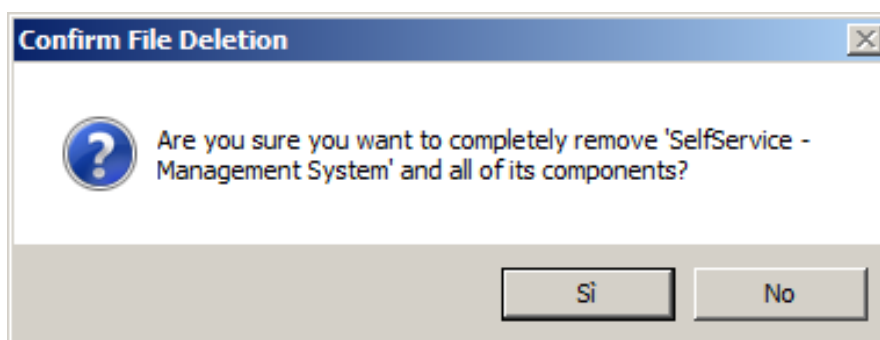 Confirm File Deletion
Are you sure you want to completely remove 'SelfService -
Management System' and all of its components?
Sì
No